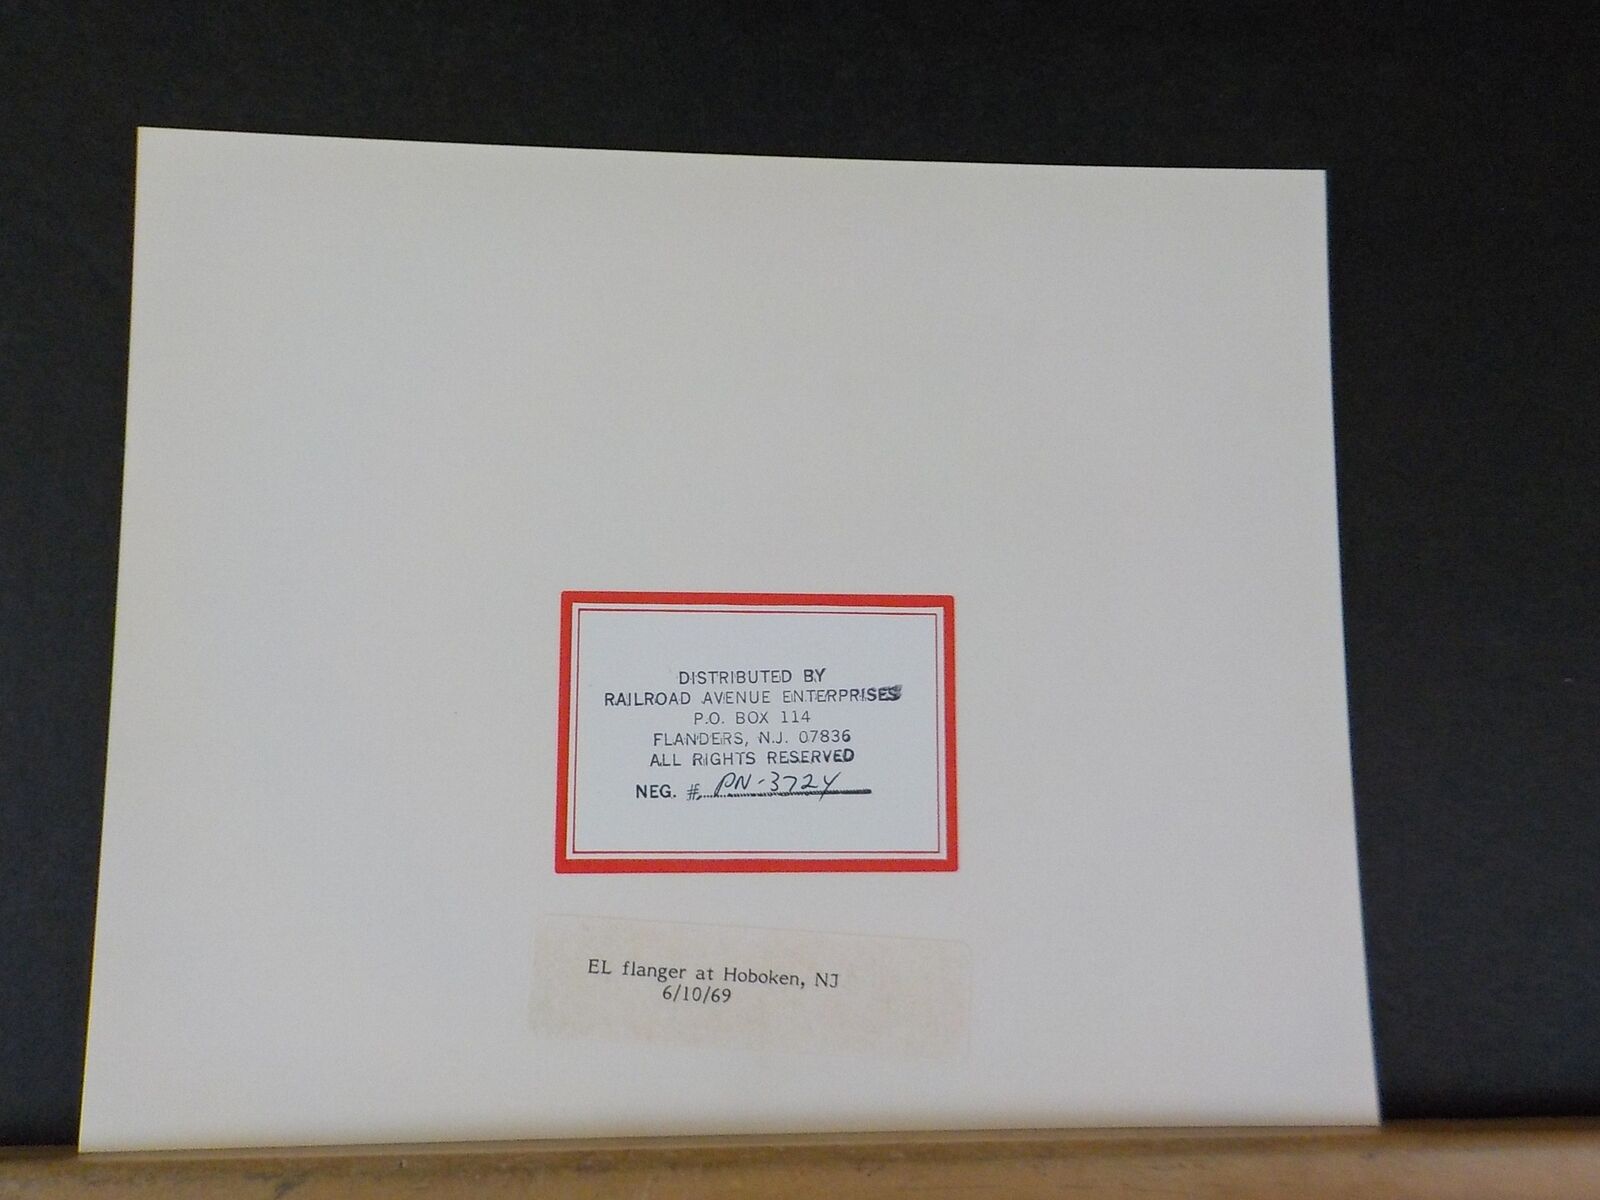 DISTRIBUTED BY
RAILROAD AVENUE ENTERPRISES
P.O. BOX 114
FLANDERS, N.J. 07836
ALL RIGHTS RESERVED
NEG. # PN-3724
EL flanger at Hoboken, NJ
6/10/69